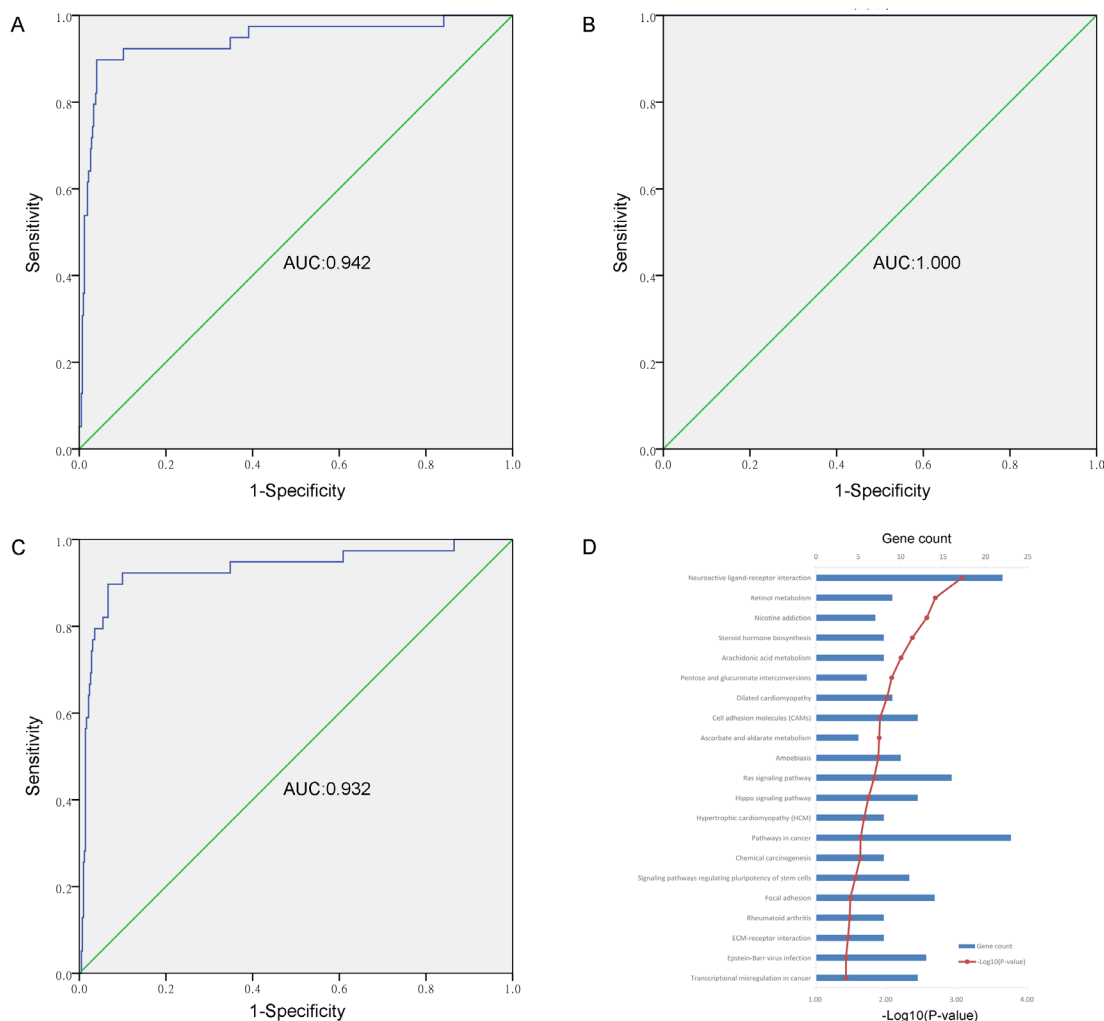 A
1.0
0.8
0.6
0.4
0.2
0.0
Sensitivity
AUC:0.942
0.0 0.2 0.4 0.6 0.8 1.0
1-Specificity
B
1.0
0.8
0.6
0.4
0.2
0.0
Sensitivity
AUC:1.000
0.0 0.2 0.4 0.6 0.8 1.0
1-Specificity
C
1.0
0.8
0.6
0.4
0.2
0.0
Sensitivity
AUC:0.932
0.0 0.2 0.4 0.6 0.8 1.0
1-Specificity
D
Gene count
0 5 10 15 20 25
Neuroactive ligand-receptor interaction
Retinol metabolism
Nicotine addiction
Steroid hormone biosynthesis
Arachidonic acid metabolism
Pentose and glucuronate interconversions
Dilated cardiomyopathy
Cell adhesion molecules (CAMs)
Ascorbate and aldarate metabolism
Amoebiasis
Ras signaling pathway
Hippo signaling pathway
Hypertrophic cardiomyopathy (HCM)
Pathways in cancer
Chemical carcinogenesis
Signaling pathways regulating pluripotency of stem cells
Focal adhesion
Rheumatoid arthritis
ECM-receptor interaction
Epstein-Barr virus infection
Transcriptional misregulation in cancer
Gene count
-Log10(P-value)
1.00 2.00 3.00 4.00
-Log10(P-value)